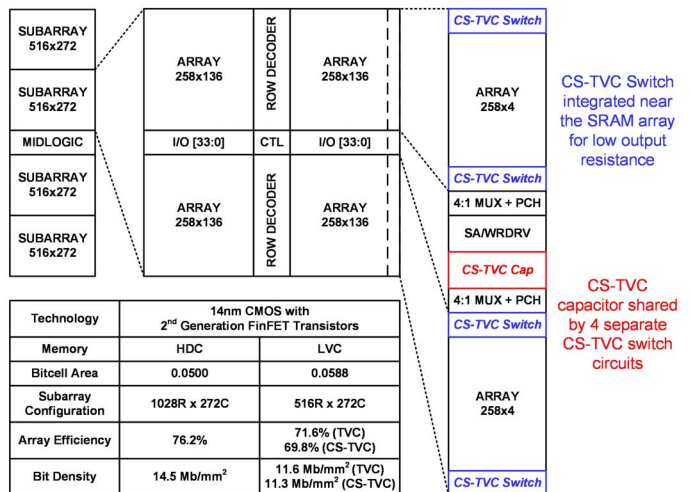 SUBARRAY
516x272
SUBARRAY
516x272
MIDLOGIC
SUBARRAY
516x272
SUBARRAY
516x272
ARRAY
258x136
ROW DECODER
ARRAY
258x136
I/O [33:0]
CTL
I/O [33:0]
ARRAY
258x136
ROW DECODER
ARRAY
258x136
CS-TVC Switch
ARRAY
258x4
CS-TVC Switch
4:1 MUX + PCH
SA/WRDRV
CS-TVC Cap
4:1 MUX + PCH
CS-TVC Switch
ARRAY
258x4
CS-TVC Switch
CS-TVC Switch
integrated near
the SRAM array
for low output
resistance
CS-TVC
capacitor shared
by 4 separate
CS-TVC switch
circuits
Technology
14nm CMOS with
2nd Generation FinFET Transistors
Memory
HDC
LVC
Bitcell Area
0.0500
0.0588
Subarray
Configuration
1028R x 272C
516R x 272C
Array Efficiency
76.2%
71.6% (TVC)
69.8% (CS-TVC)
Bit Density
14.5 Mb/mm²
11.6 Mb/mm² (TVC)
11.3 Mb/mm² (CS-TVC)